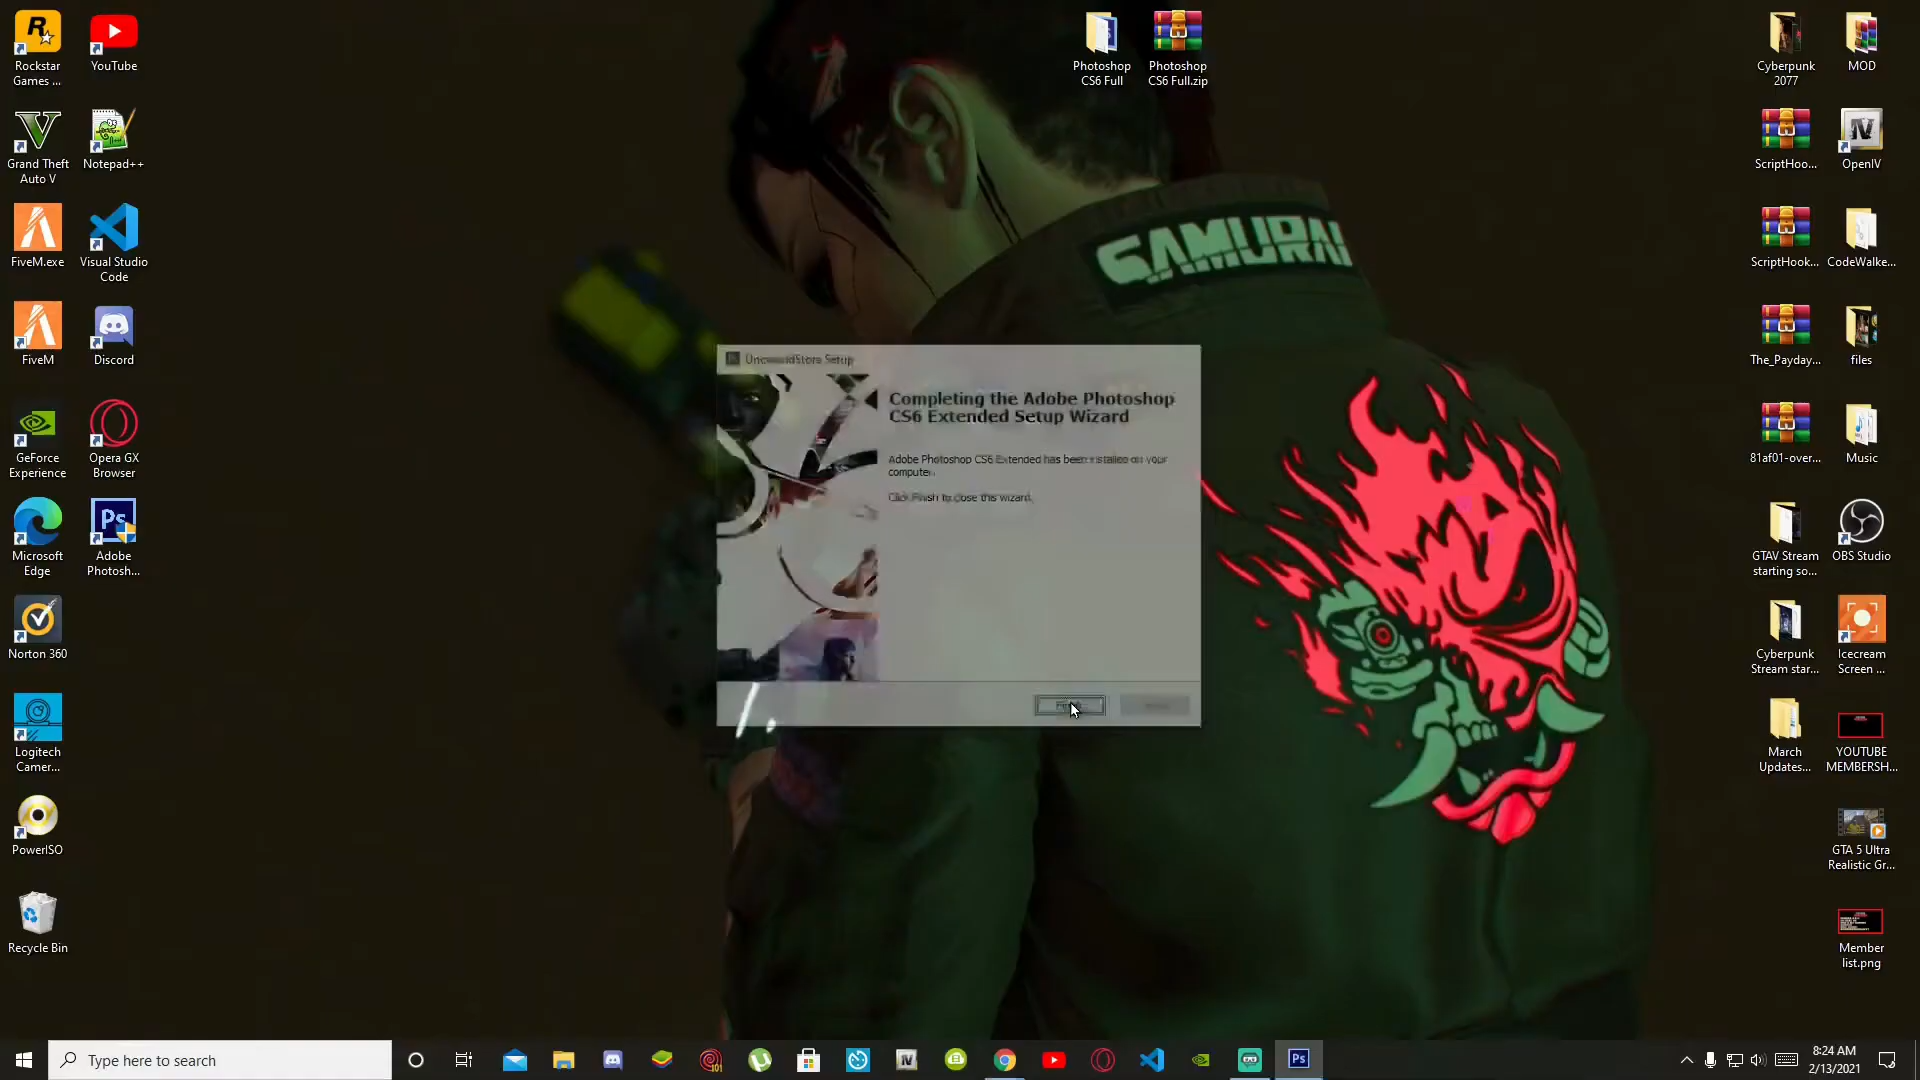 Rockstar
Games ...
YouTube
Grand Theft
Auto V
Notepad++
FiveM.exe
Visual Studio
Code
FiveM
Discord
GeForce
Experience
Opera GX
Browser
Microsoft
Edge
Ps
Adobe
Photosh...
Norton 360
Logitech
Camer...
PowerISO
Recycle Bin
Photoshop
CS6 Full
Photoshop
CS6 Full.zip
SAMURAI
Setup
Completing the Adobe Photoshop
CS6 Extended Setup Wizard
Adobe Photoshop CS6 Extended has been installed on your
computer.
Click Finish to close this wizard.
Cyberpunk
2077
MOD
ScriptHoo...
OpenIV
ScriptHook...
CodeWalke...
The_Payday...
files
81af01-over...
Music
GTAV Stream
starting so...
OBS Studio
Cyberpunk
Stream star...
Icecream
Screen ...
March
Updates...
YOUTUBE
MEMBERSH...
GTA 5 Ultra
Realistic Gr...
Member
list.png
Type here to search
Ps
8:24 AM
2/13/2021